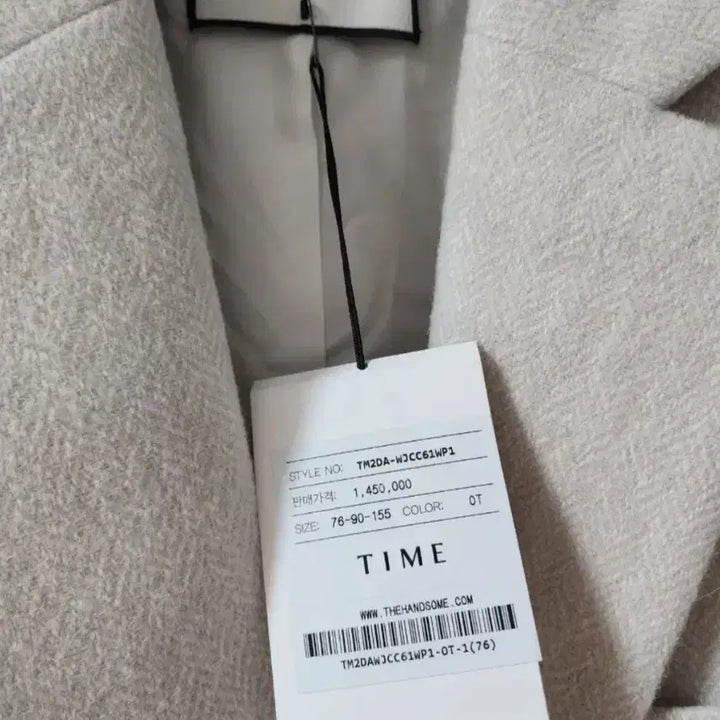 STYLE NO: TM2DA-WJCC61WP1
판매가격: 1,450,000
SIZE: 76-90-155 COLOR: OT
TIME
WWW.THEHANDSOME.COM
TM2DAWJCC61WP1-OT-1(76)